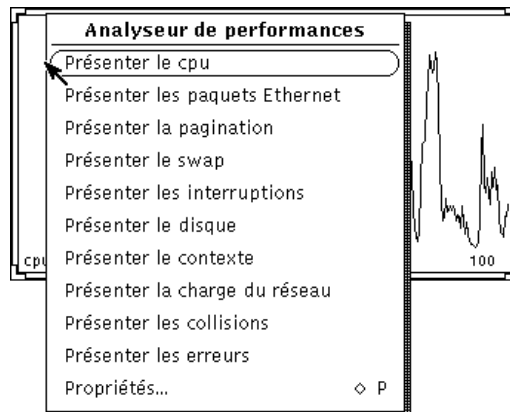 Analyseur de performances
Présenter le cpu
Présenter les paquets Ethernet
Présenter la pagination
Présenter le swap
Présenter les interruptions
Présenter le disque
Présenter le contexte
cpu
100
Présenter la charge du réseau
Présenter les collisions
Présenter les erreurs
Propriétés... ◇ P